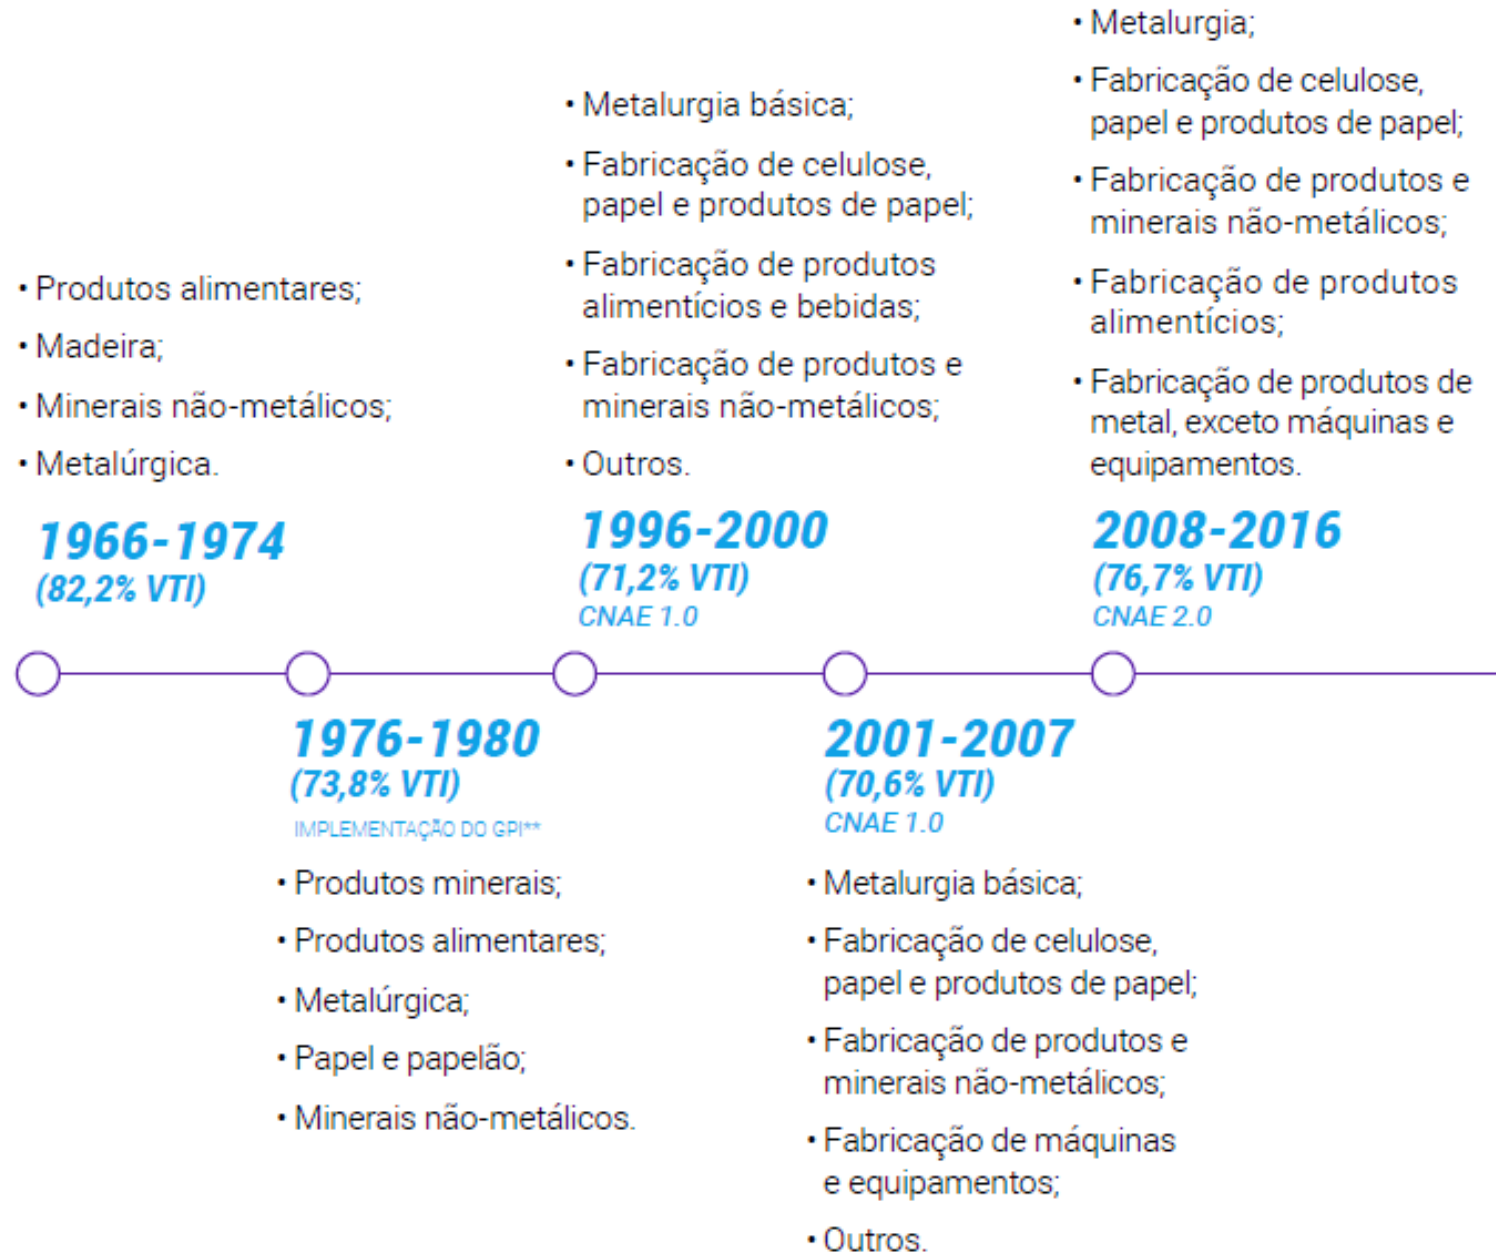 • Produtos alimentares;
• Madeira;
• Minerais não-metálicos;
• Metalúrgica.
1966-1974
(82,2% VTI)
1976-1980
(73,8% VTI)
IMPLEMENTAÇÃO DO GPI**
• Produtos minerais;
• Produtos alimentares;
• Metalúrgica;
• Papel e papelão;
• Minerais não-metálicos.
• Metalurgia básica;
• Fabricação de celulose,
papel e produtos de papel;
• Fabricação de produtos
alimentícios e bebidas;
• Fabricação de produtos e
minerais não-metálicos;
• Outros.
1996-2000
(71,2% VTI)
CNAE 1.0
2001-2007
(70,6% VTI)
CNAE 1.0
• Metalurgia básica;
• Fabricação de celulose,
papel e produtos de papel;
• Fabricação de produtos e
minerais não-metálicos;
• Fabricação de máquinas
e equipamentos;
• Outros.
• Metalurgia;
• Fabricação de celulose,
papel e produtos de papel;
• Fabricação de produtos e
minerais não-metálicos;
• Fabricação de produtos
alimentícios;
• Fabricação de produtos de
metal, exceto máquinas e
equipamentos.
2008-2016
(76,7% VTI)
CNAE 2.0